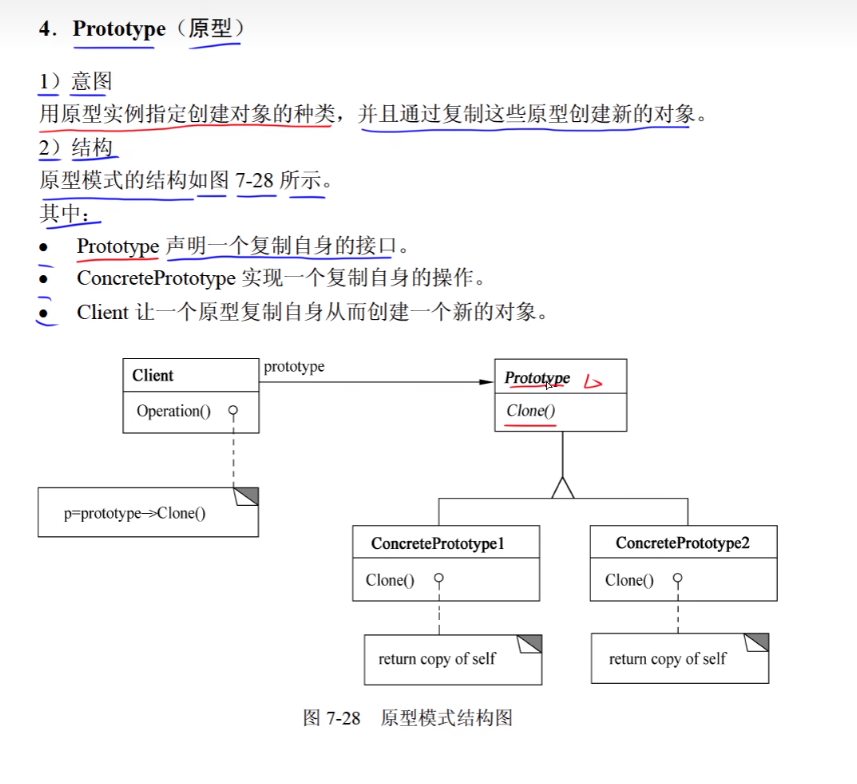 4. Prototype（原型）
1）意图
用原型实例指定创建对象的种类，并且通过复制这些原型创建新的对象。
2）结构
原型模式的结构如图 7-28 所示。
其中：
● Prototype 声明一个复制自身的接口。
● ConcretePrototype 实现一个复制自身的操作。
● Client 让一个原型复制自身从而创建一个新的对象。
prototype
Client
Operation()
Prototype
Clone()
p=prototype->Clone()
ConcretePrototype1
Clone()
ConcretePrototype2
Clone()
return copy of self
return copy of self
图 7-28 原型模式结构图